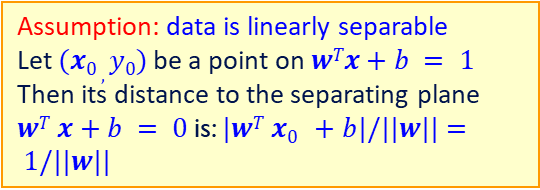 Assumption: data is linearly separable
Let (𝒙₀, y₀) be a point on 𝒘ᵀ𝒙 + b = 1
Then its distance to the separating plane
𝒘ᵀ 𝒙 + b = 0 is: |𝒘ᵀ 𝒙₀ + b|/||𝒘|| =
1/||𝒘||